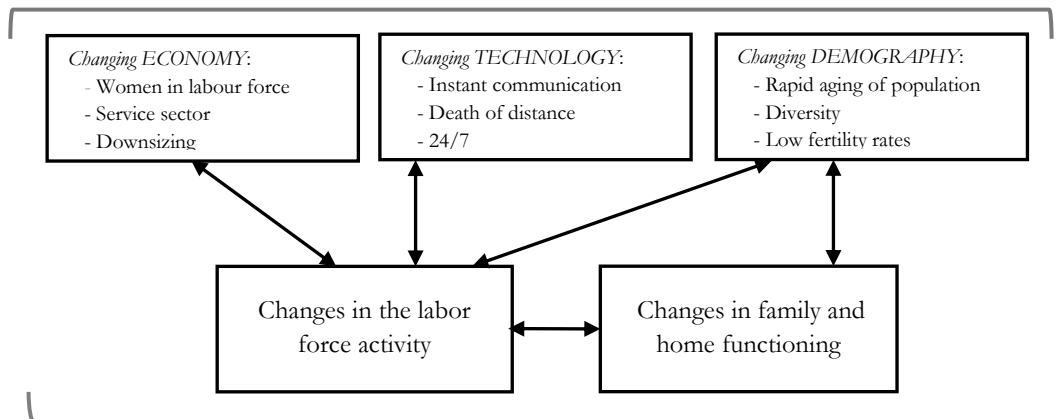 Changing ECONOMY:
- Women in labour force
- Service sector
- Downsizing
Changing TECHNOLOGY:
- Instant communication
- Death of distance
- 24/7
Changing DEMOGRAPHY:
- Rapid aging of population
- Diversity
- Low fertility rates
Changes in the labor
force activity
Changes in family and
home functioning